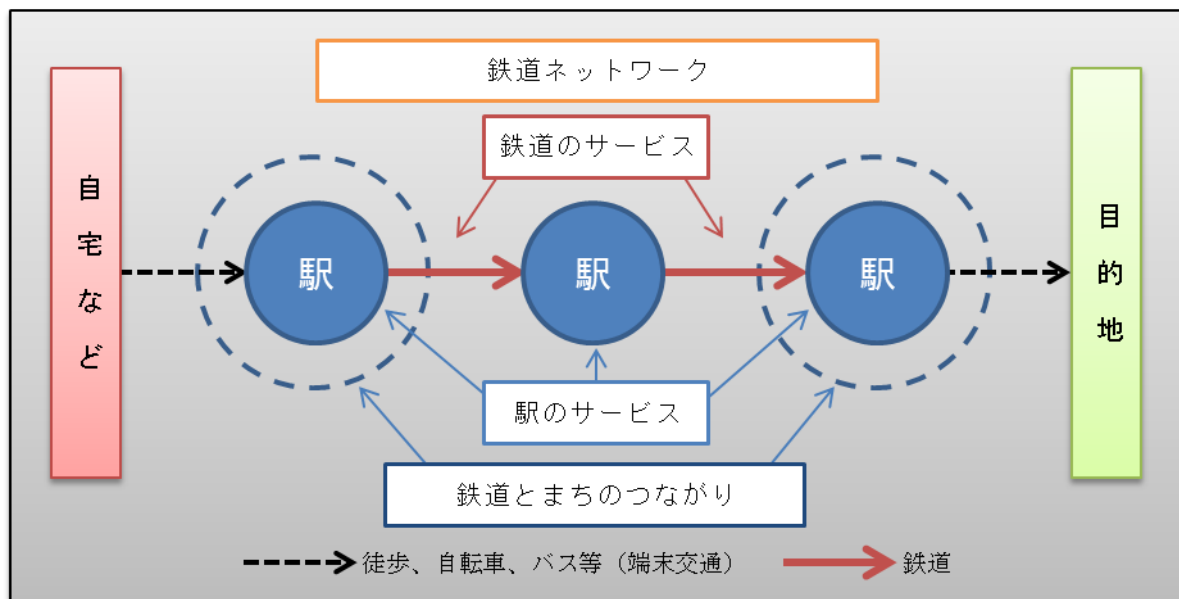 鉄道ネットワーク
鉄道のサービス
自宅など
駅
駅
駅
目的地
駅のサービス
鉄道とまちのつながり
徒歩、自転車、バス等（端末交通）
鉄道